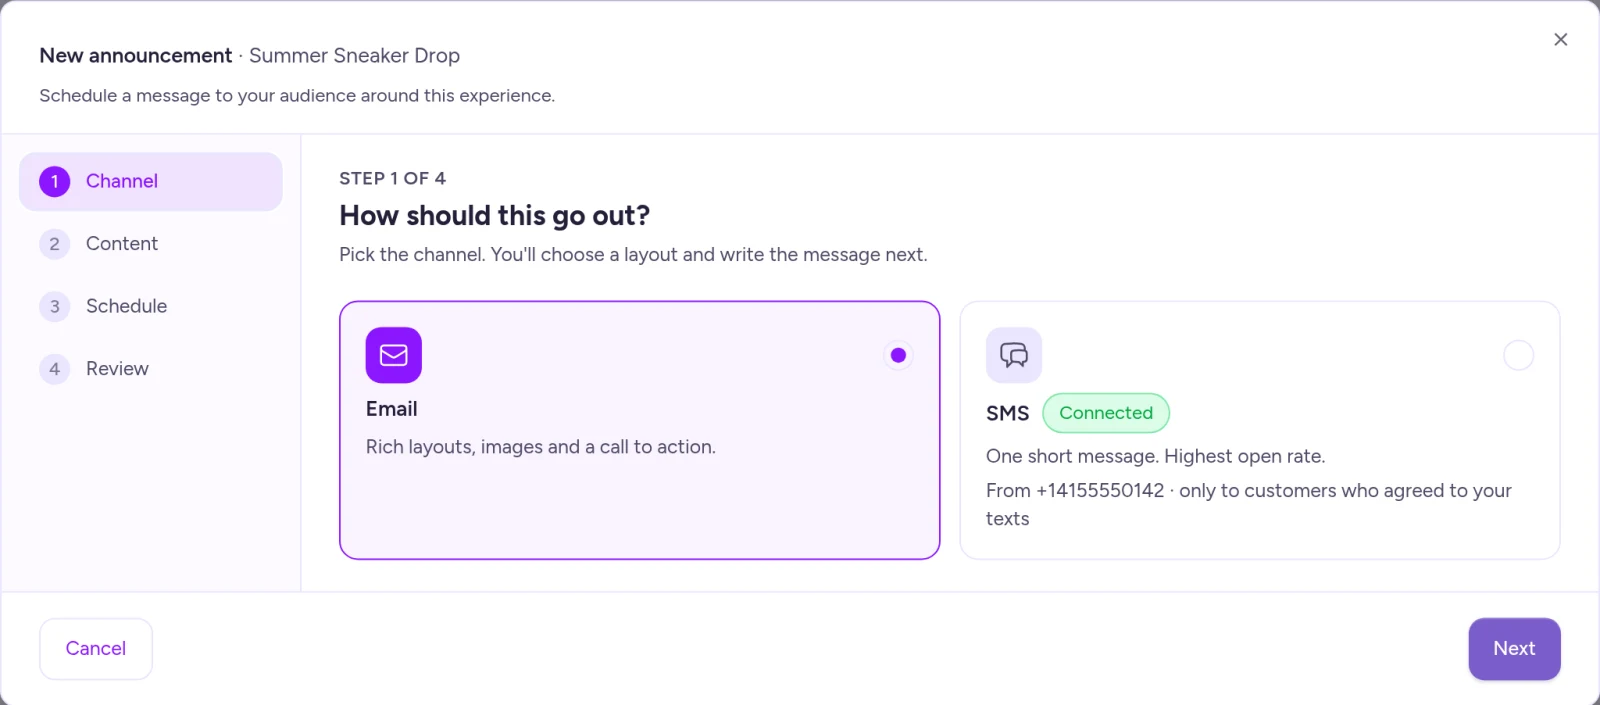 New announcement · Summer Sneaker Drop
Schedule a message to your audience around this experience.
1 Channel
2 Content
3 Schedule
4 Review
STEP 1 OF 4
How should this go out?
Pick the channel. You'll choose a layout and write the message next.
Email
Rich layouts, images and a call to action.
SMS Connected
One short message. Highest open rate.
From +14155550142 · only to customers who agreed to your
texts
Cancel
Next